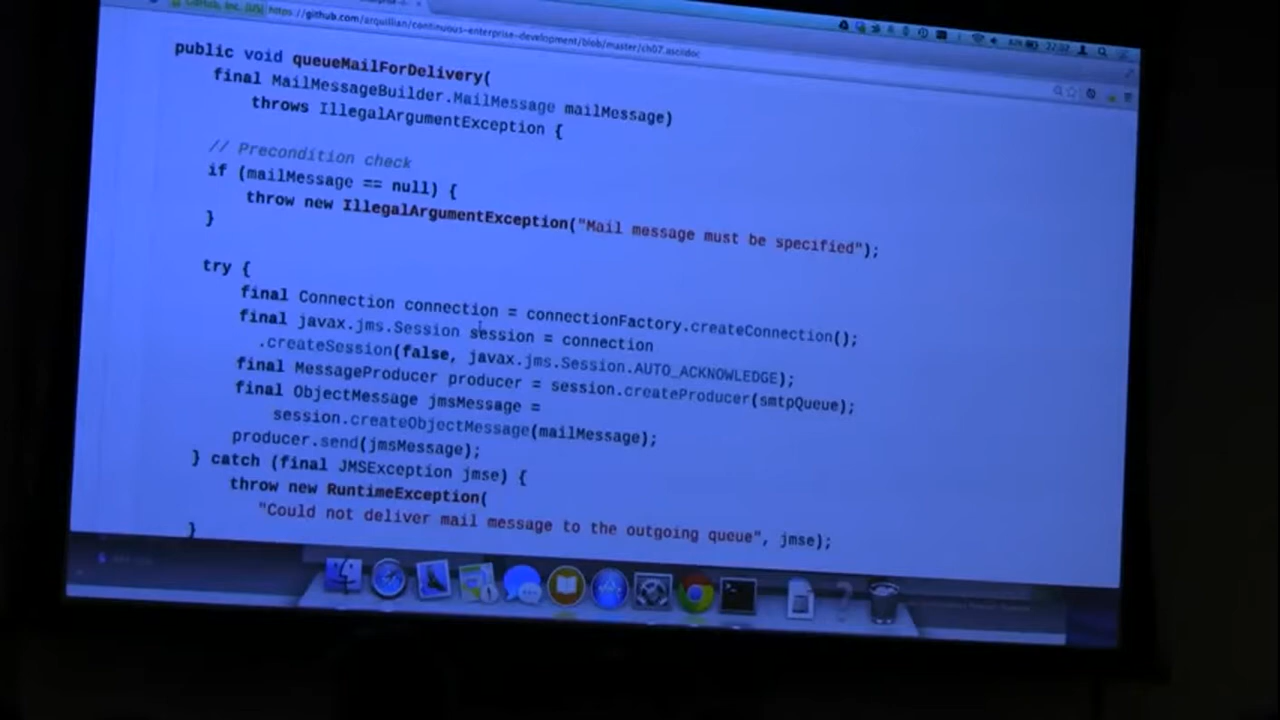 GitHub, Inc. [US] https://github.com/arquillian/continuous-enterprise-development/blob/master/ch07.asciidoc
public void queueMailForDelivery(
final MailMessageBuilder.MailMessage mailMessage)
throws IllegalArgumentException {
// Precondition check
if (mailMessage == null) {
throw new IllegalArgumentException("Mail message must be specified");
}
try {
final Connection connection = connectionFactory.createConnection();
final javax.jms.Session session = connection
.createSession(false, javax.jms.Session.AUTO_ACKNOWLEDGE);
final MessageProducer producer = session.createProducer(smtpQueue);
final ObjectMessage jmsMessage =
session.createObjectMessage(mailMessage);
producer.send(jmsMessage);
} catch (final JMSException jmse) {
throw new RuntimeException(
"Could not deliver mail message to the outgoing queue", jmse);
}